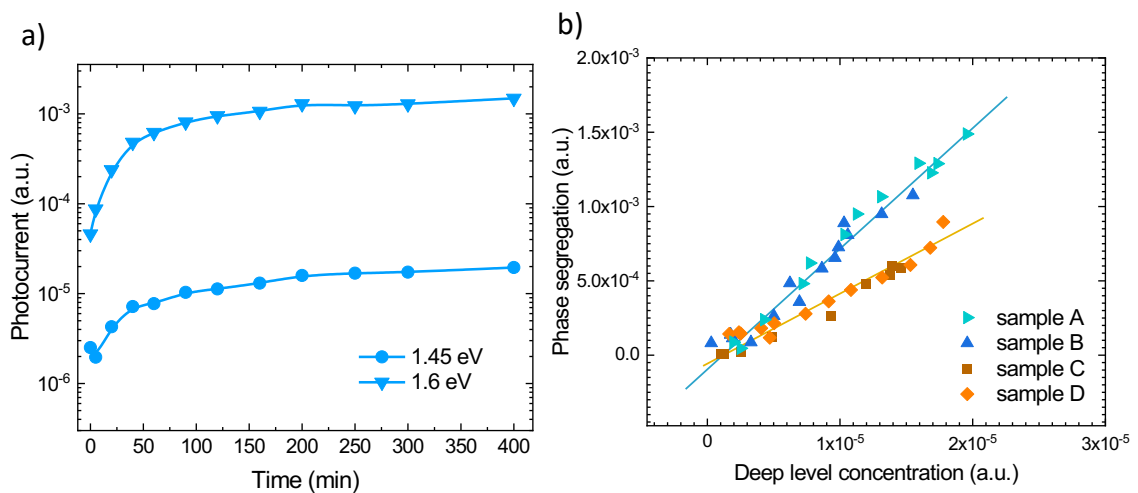 a)
10⁻³
10⁻⁴
10⁻⁵
10⁻⁶
Photocurrent (a.u.)
0 50 100 150 200 250 300 350 400
Time (min)
1.45 eV
1.6 eV
b)
2.0x10⁻³
1.5x10⁻³
1.0x10⁻³
5.0x10⁻⁴
0.0
Phase segregation (a.u.)
0 1x10⁻⁵ 2x10⁻⁵ 3x10⁻⁵
Deep level concentration (a.u.)
sample A
sample B
sample C
sample D